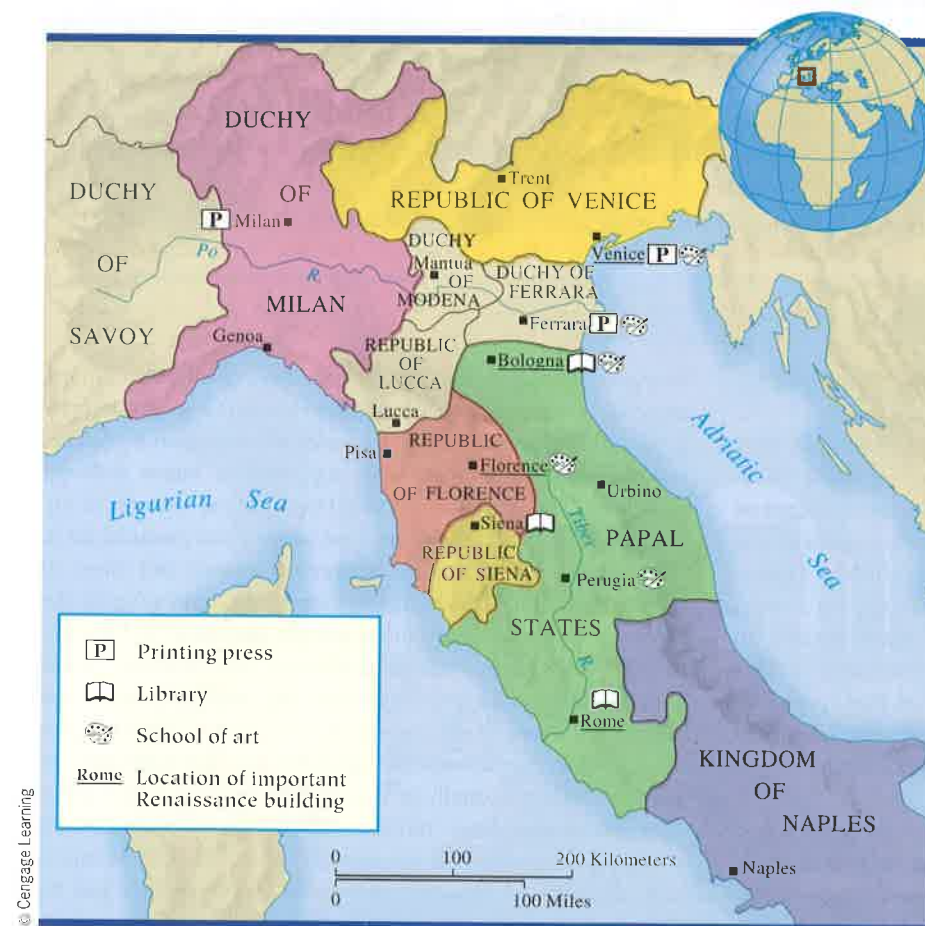 DUCHY
OF
MILAN
DUCHY
OF
SAVOY
P
Milan
Po
R.
Genoa
Trent
REPUBLIC OF VENICE
Venice P
DUCHY
Mantua
OF
MODENA
DUCHY OF
FERRARA
Ferrara P
REPUBLIC
OF
LUCCA
Lucca
Bologna
Pisa
REPUBLIC
Florence
OF FLORENCE
Siena
REPUBLIC
OF SIENA
Urbino
Tiber
R.
PAPAL
STATES
Perugia
Rome
Adriatic
Sea
Ligurian Sea
KINGDOM
OF
NAPLES
Naples
P Printing press
Library
School of art
Rome Location of important
Renaissance building
0 100 200 Kilometers
0 100 Miles
© Cengage Learning